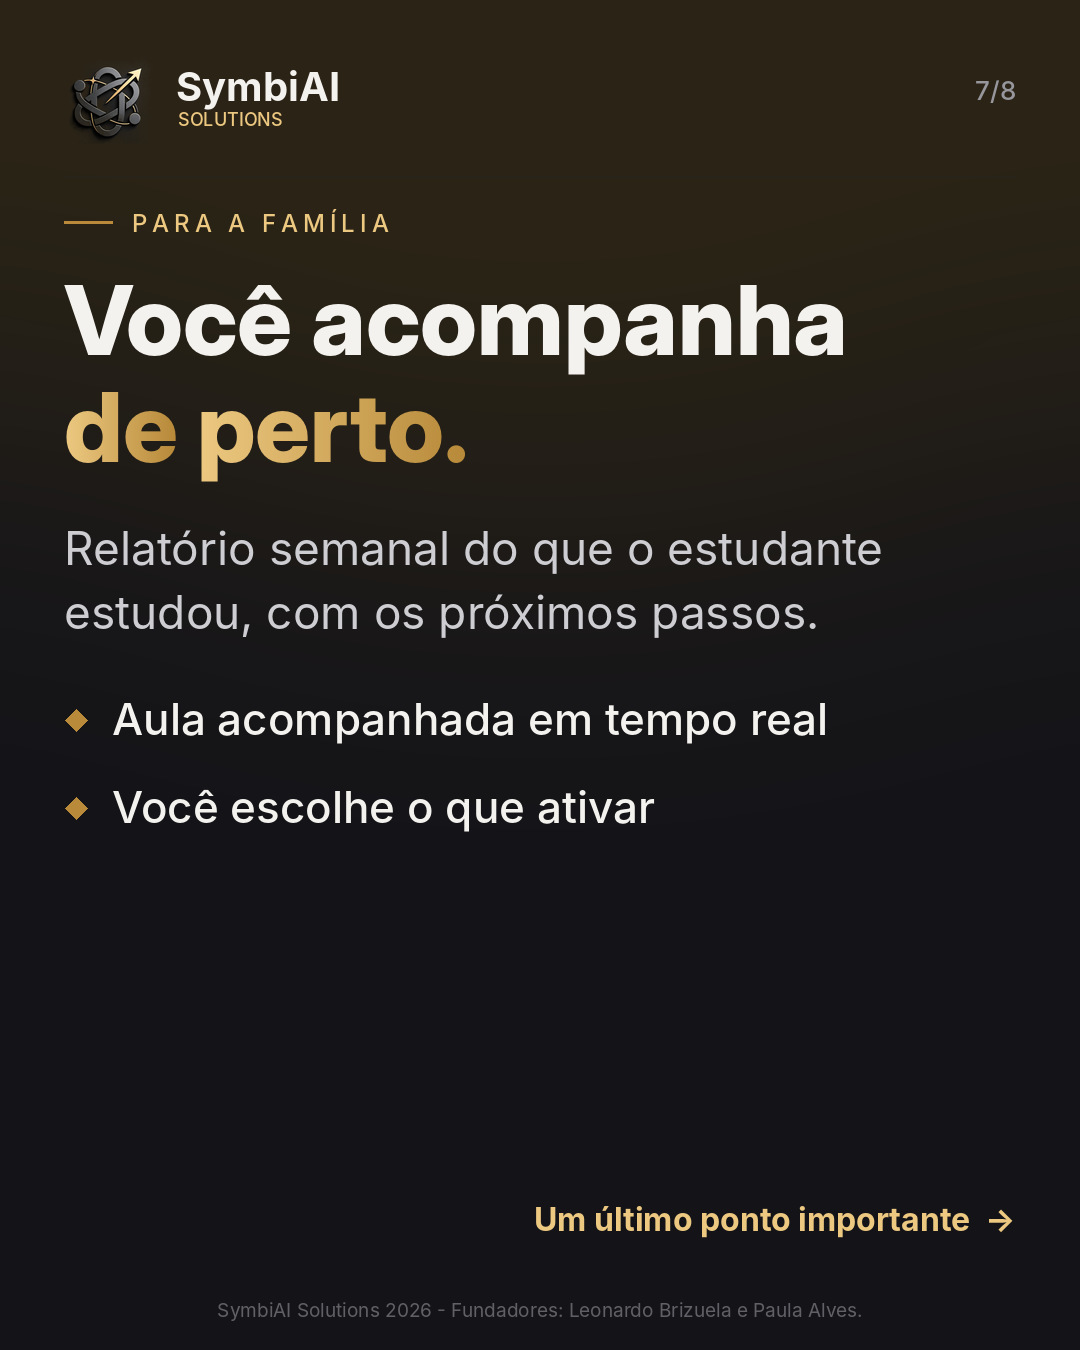 SymbiAI
SOLUTIONS
7/8
PARA A FAMÍLIA
Você acompanha
de perto.
Relatório semanal do que o estudante
estudou, com os próximos passos.
Aula acompanhada em tempo real
Você escolhe o que ativar
Um último ponto importante →
SymbiAI Solutions 2026 - Fundadores: Leonardo Brizuela e Paula Alves.